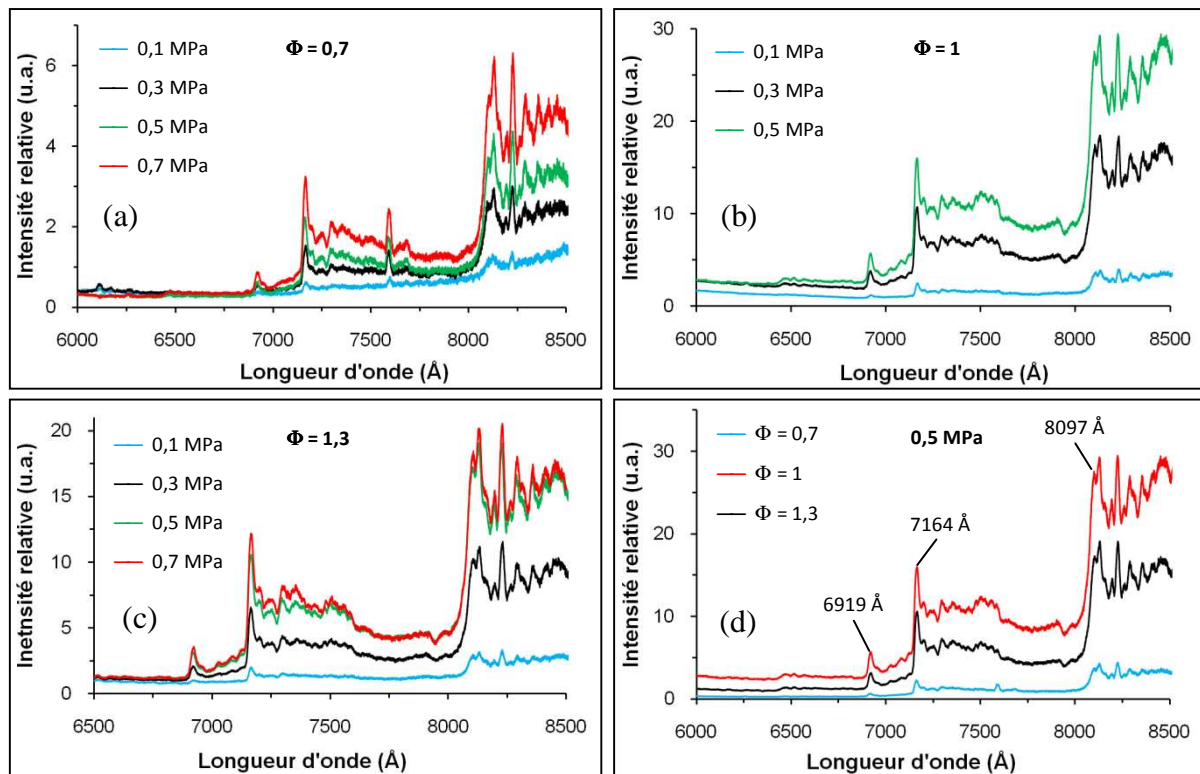 Intensité relative (u.a.)
6
4
2
0
0,1 MPa
0,3 MPa
0,5 MPa
0,7 MPa
Φ = 0,7
(a)
6000 6500 7000 7500 8000 8500
Longueur d'onde (Å)
Intensité relative (u.a.)
30
20
10
0
0,1 MPa
0,3 MPa
0,5 MPa
Φ = 1
(b)
6000 6500 7000 7500 8000 8500
Longueur d'onde (Å)
Inetnsité relative (u.a.)
20
15
10
5
0
0,1 MPa
0,3 MPa
0,5 MPa
0,7 MPa
Φ = 1,3
(c)
6500 7000 7500 8000 8500
Longueur d'onde (Å)
Intensité relative (u.a.)
30
20
10
0
Φ = 0,7
Φ = 1
Φ = 1,3
0,5 MPa
8097 Å
7164 Å
6919 Å
(d)
6000 6500 7000 7500 8000 8500
Longueur d'onde (Å)